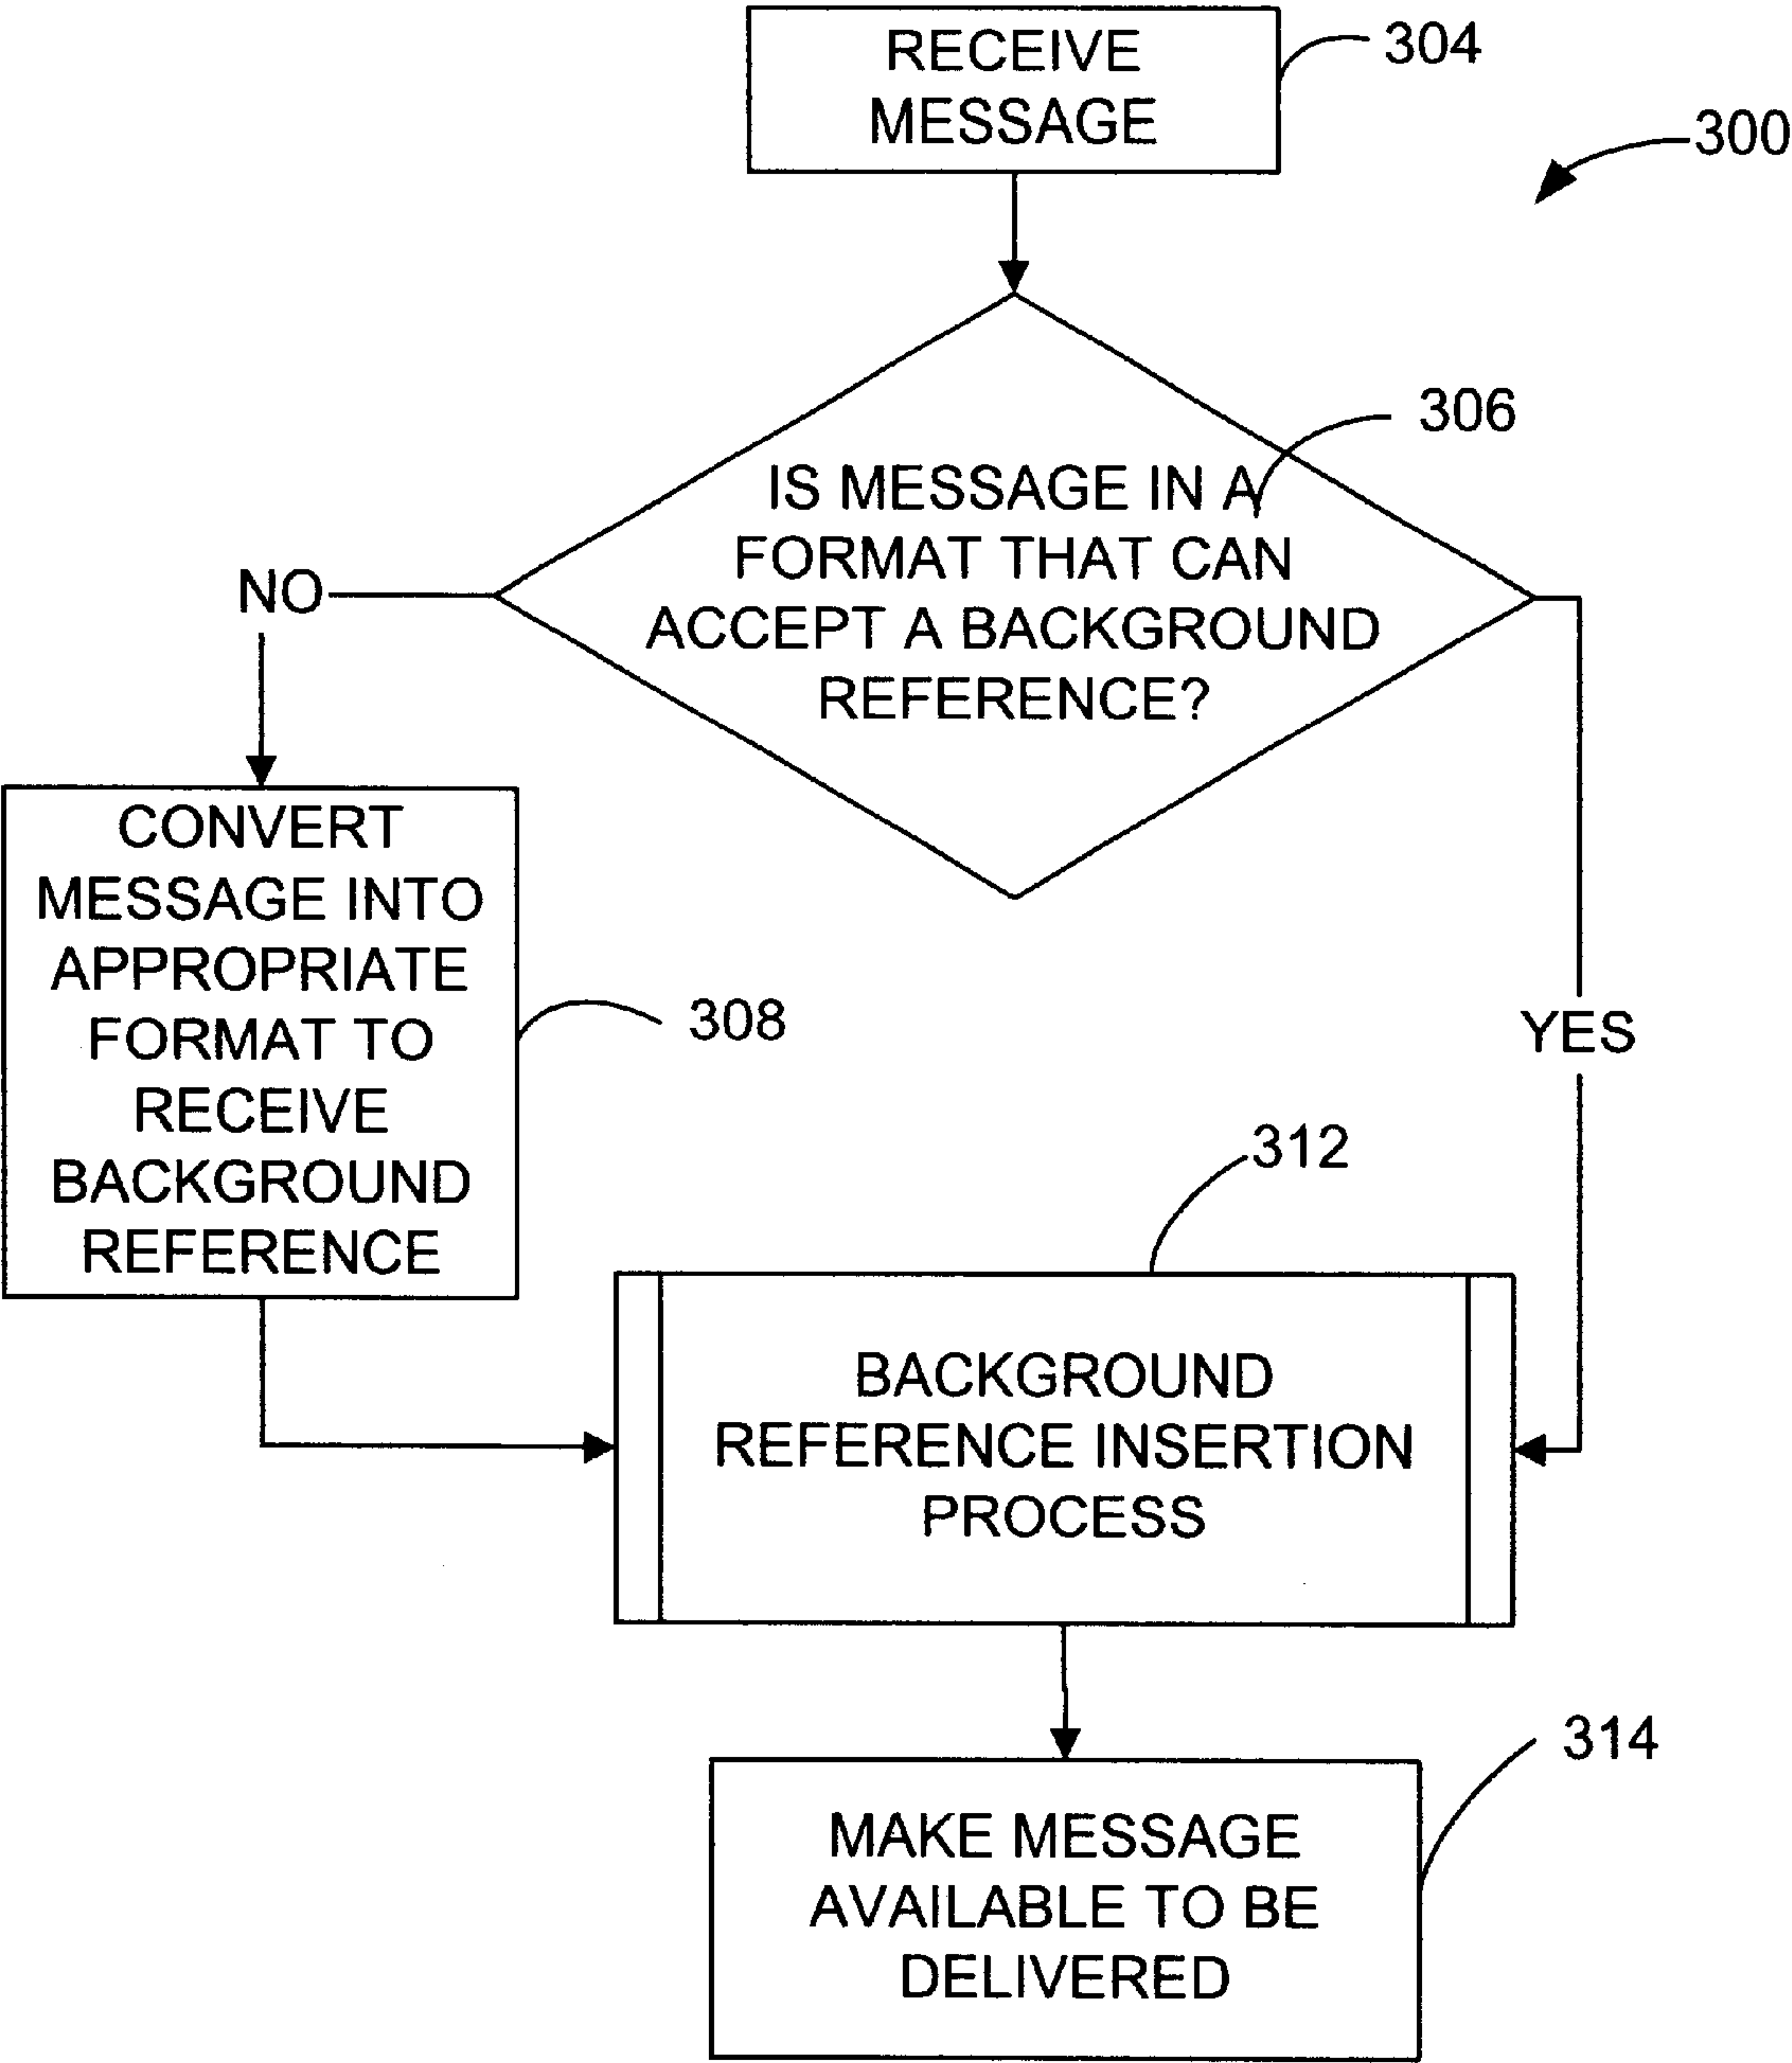 RECEIVE
MESSAGE
304
300
306
IS MESSAGE IN A
FORMAT THAT CAN
ACCEPT A BACKGROUND
REFERENCE?
NO
YES
CONVERT
MESSAGE INTO
APPROPRIATE
FORMAT TO
RECEIVE
BACKGROUND
REFERENCE
308
312
BACKGROUND
REFERENCE INSERTION
PROCESS
314
MAKE MESSAGE
AVAILABLE TO BE
DELIVERED